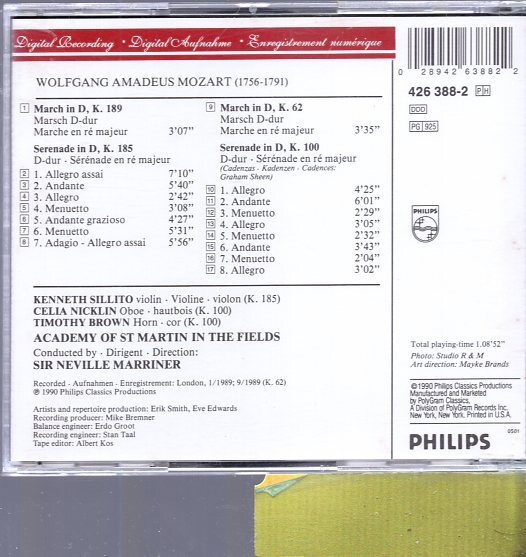 Digital Recording · Digital Aufnahme · Enregistrement numérique
WOLFGANG AMADEUS MOZART (1756-1791)
1 March in D, K. 189
Marsch D-dur
Marche en ré majeur 3'07"
Serenade in D, K. 185
D-dur · Sérénade en ré majeur
2 1. Allegro assai 7'10"
3 2. Andante 5'40"
4 3. Allegro 2'42"
5 4. Menuetto 3'08"
6 5. Andante grazioso 4'27"
7 6. Menuetto 5'31"
8 7. Adagio - Allegro assai 5'56"
9 March in D, K. 62
Marsch D-dur
Marche en ré majeur 3'35"
Serenade in D, K. 100
D-dur · Sérénade en ré majeur
(Cadenzas - Kadenzen - Cadences:
Graham Sheen)
10 1. Allegro 4'25"
11 2. Andante 6'01"
12 3. Menuetto 2'29"
13 4. Allegro 3'05"
14 5. Menuetto 2'32"
15 6. Andante 3'43"
16 7. Menuetto 2'04"
17 8. Allegro 3'02"
KENNETH SILLITO violin · Violine · violon (K. 185)
CELIA NICKLIN Oboe · hautbois (K. 100)
TIMOTHY BROWN Horn · cor (K. 100)
ACADEMY OF ST MARTIN IN THE FIELDS
Conducted by · Dirigent · Direction:
SIR NEVILLE MARRINER
Recorded · Aufnahmen · Enregistrement: London, 1/1989; 9/1989 (K. 62)
℗ 1990 Philips Classics Productions
Artists and repertoire production: Erik Smith, Eve Edwards
Recording producer: Mike Bremner
Balance engineer: Erdo Groot
Recording engineer: Stan Taal
Tape editor: Albert Kos
0 28942 63882 2
426 388-2 PH
DDD
PG 925
PHILIPS
Total playing-time 1.08'52"
Photo: Studio R & M
Art direction: Mayke Brands
©1990 Philips Classics Productions
Manufactured and Marketed
by PolyGram Classics,
A Division of PolyGram Records Inc.
New York, New York. Printed in U.S.A.
PHILIPS
0501